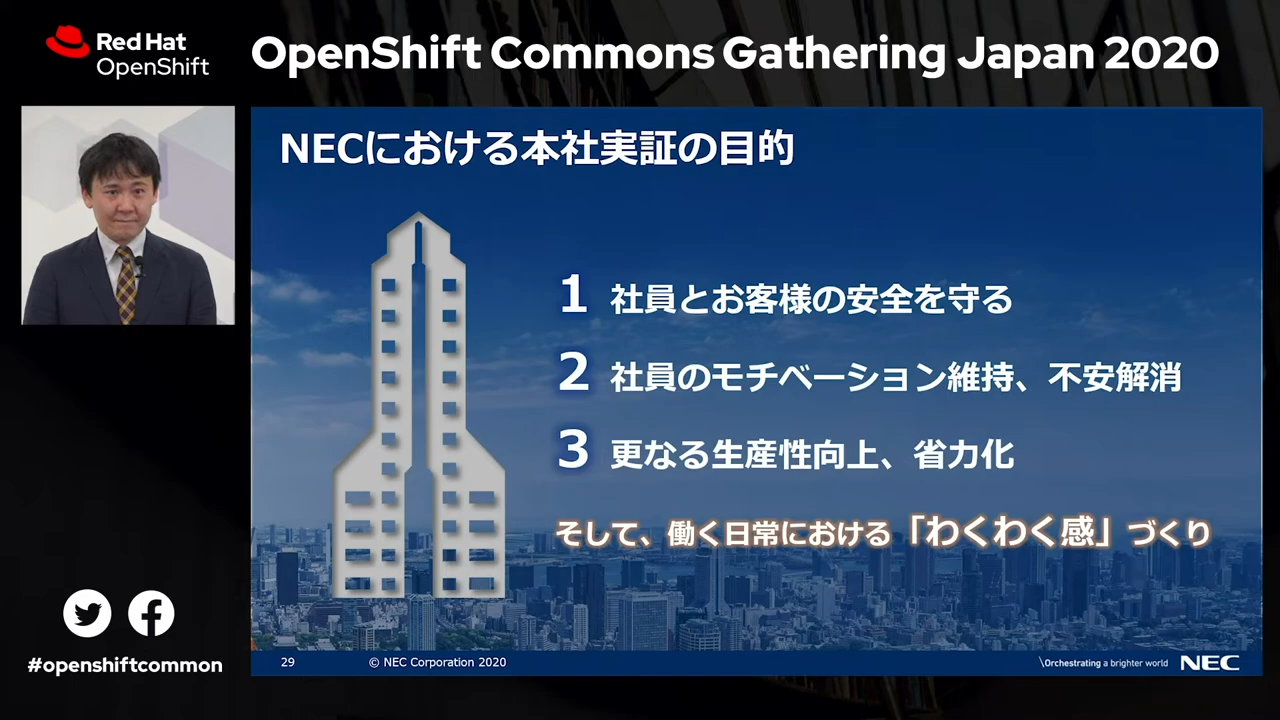 Red Hat
OpenShift
OpenShift Commons Gathering Japan 2020
NECにおける本社実証の目的
1 社員とお客様の安全を守る
2 社員のモチベーション維持、不安解消
3 更なる生産性向上、省力化
そして、働く日常における「わくわく感」づくり
#openshiftcommon
29
© NEC Corporation 2020
\Orchestrating a brighter world
NEC